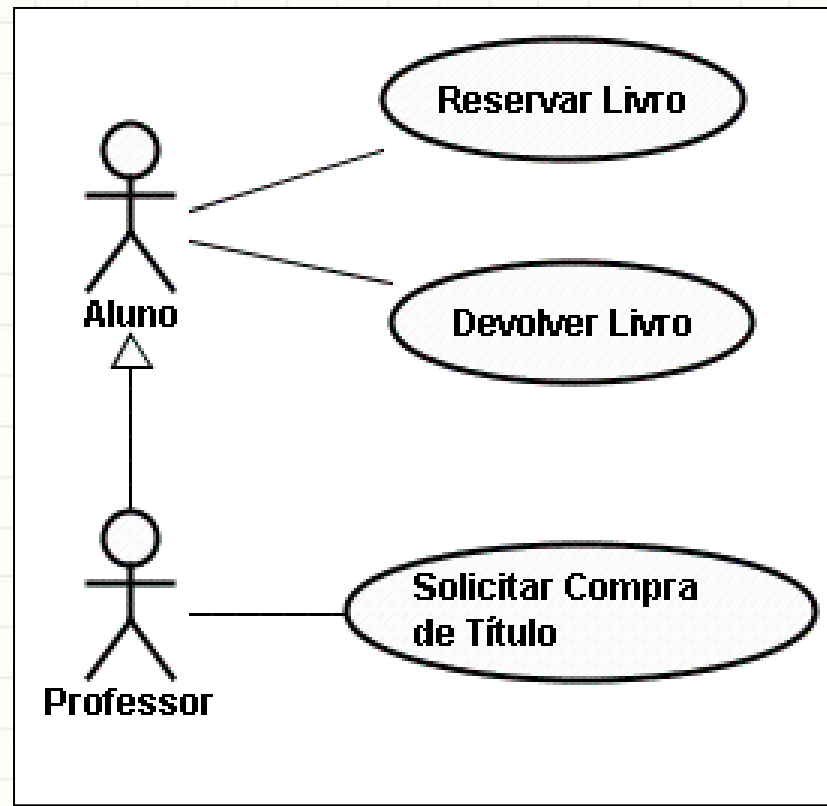 Reservar Livro
Aluno
Devolver Livro
Solicitar Compra
de Título
Professor